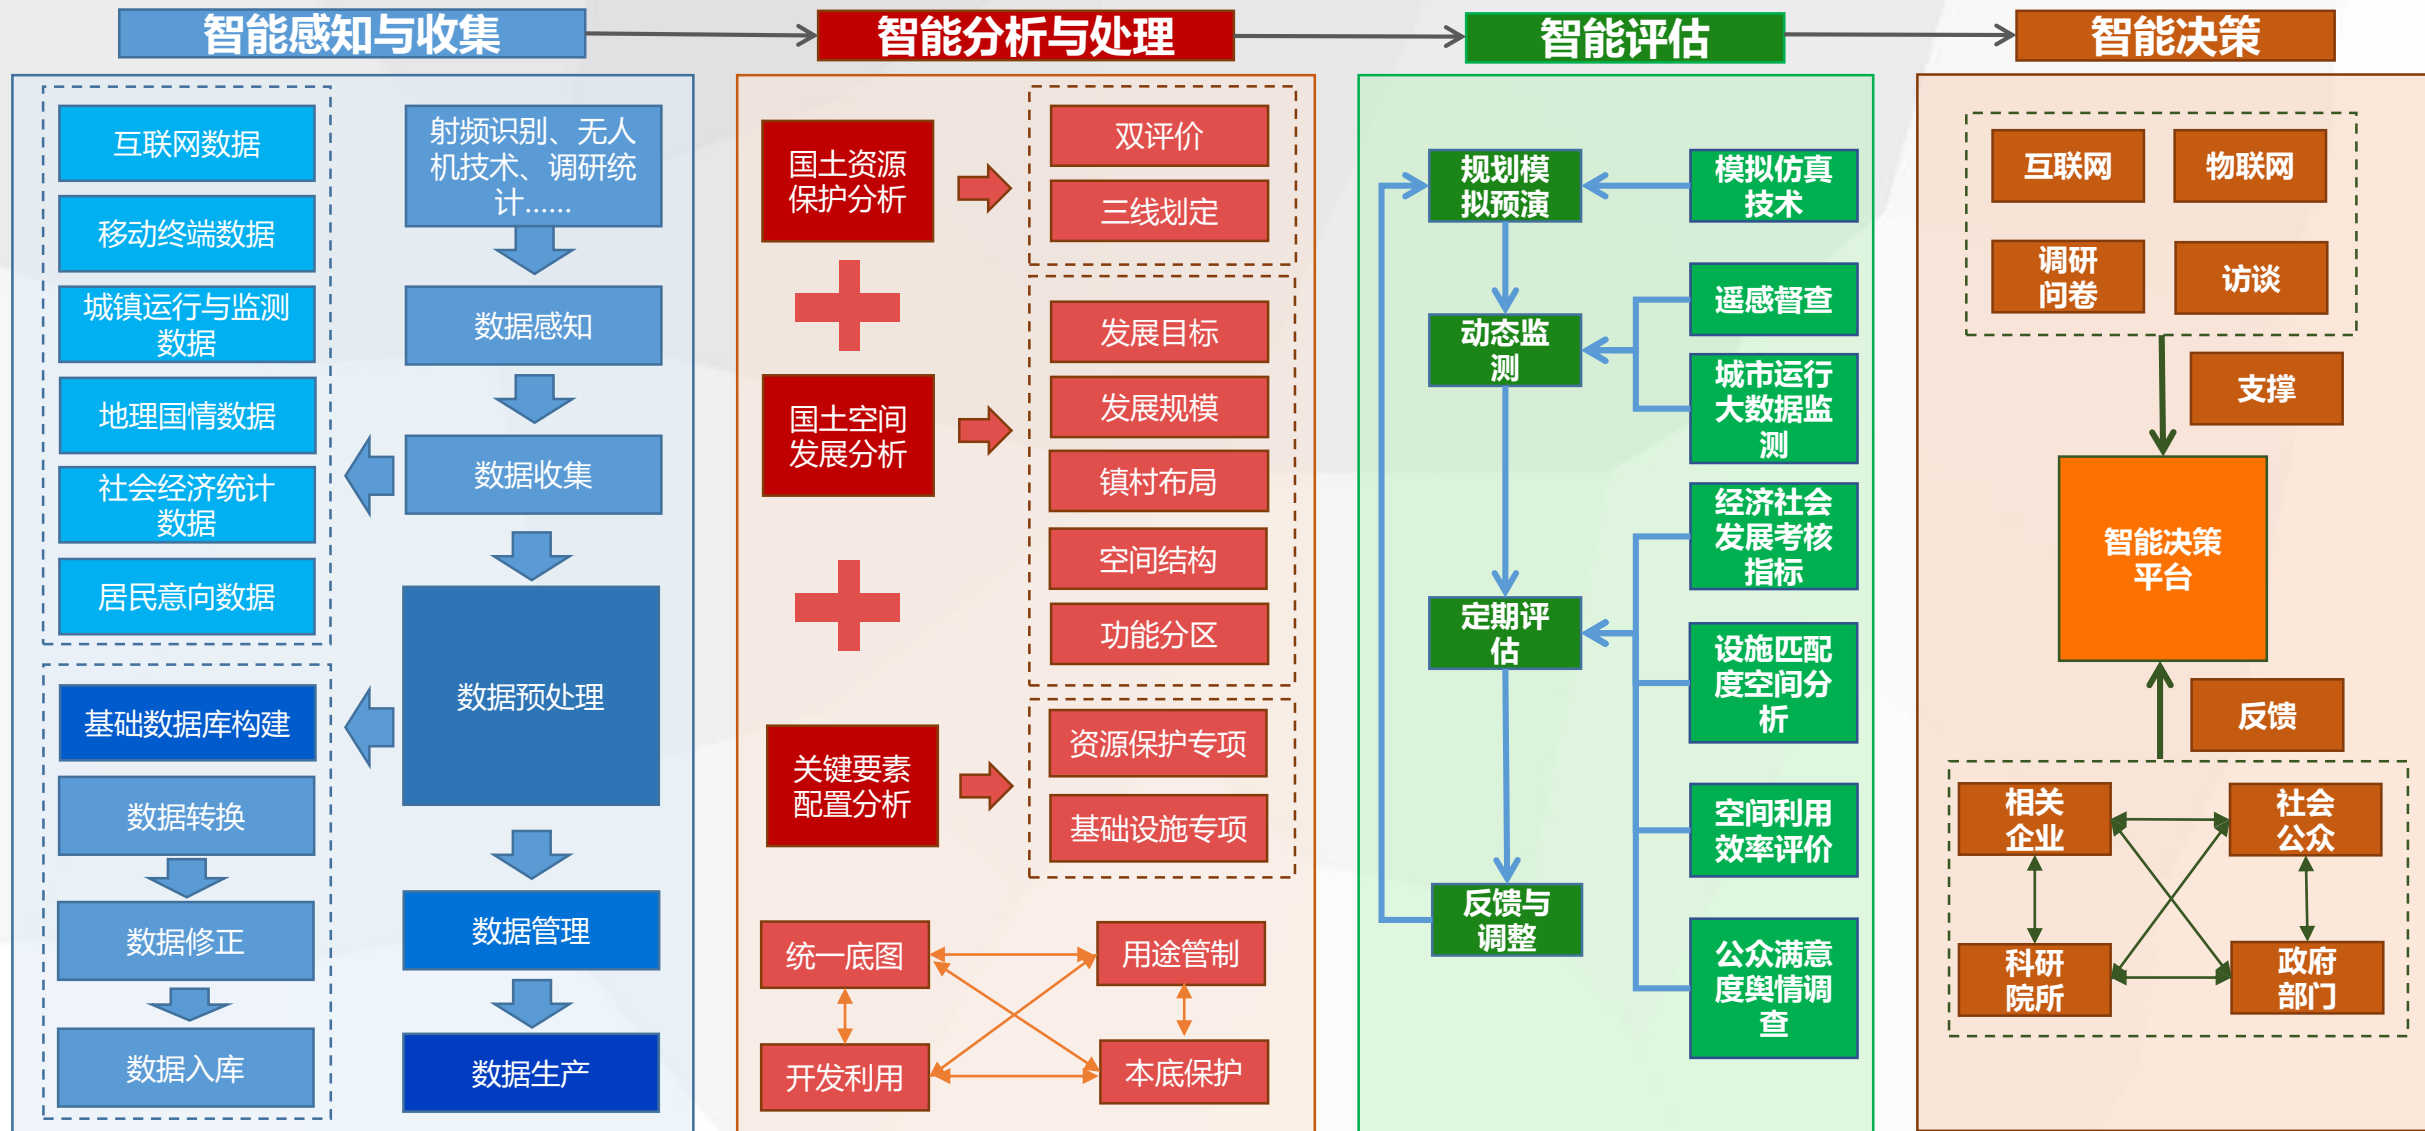 智能感知与收集
智能分析与处理
智能评估
智能决策
互联网数据
移动终端数据
城镇运行与监测
数据
地理国情数据
社会经济统计
数据
居民意向数据
基础数据库构建
数据转换
数据修正
数据入库
射频识别、无人
机技术、调研统
计......
数据感知
数据收集
数据预处理
数据管理
数据生产
国土资源
保护分析
双评价
三线划定
国土空间
发展分析
发展目标
发展规模
镇村布局
空间结构
功能分区
关键要素
配置分析
资源保护专项
基础设施专项
统一底图
用途管制
开发利用
本底保护
规划模
拟预演
动态监
测
定期评
估
反馈与
调整
模拟仿真
技术
遥感督查
城市运行
大数据监
测
经济社会
发展考核
指标
设施匹配
度空间分
析
空间利用
效率评价
公众满意
度舆情调
查
互联网
物联网
调研
问卷
访谈
支撑
智能决策
平台
反馈
相关
企业
社会
公众
科研
院所
政府
部门